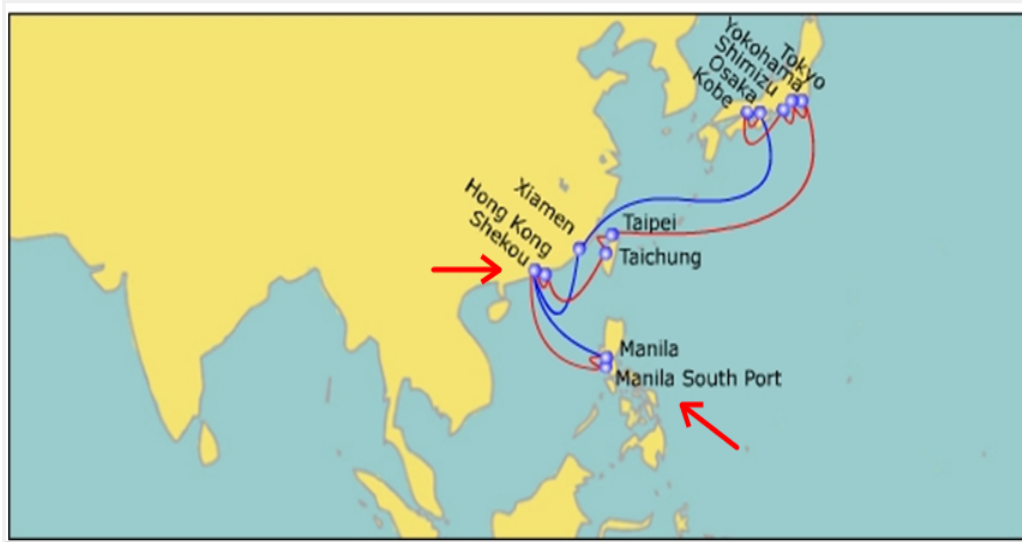 Tokyo
Yokohama
Shimizu
Osaka
Kobe
Xiamen
Hong Kong
Shekou
Taipei
Taichung
Manila
Manila South Port